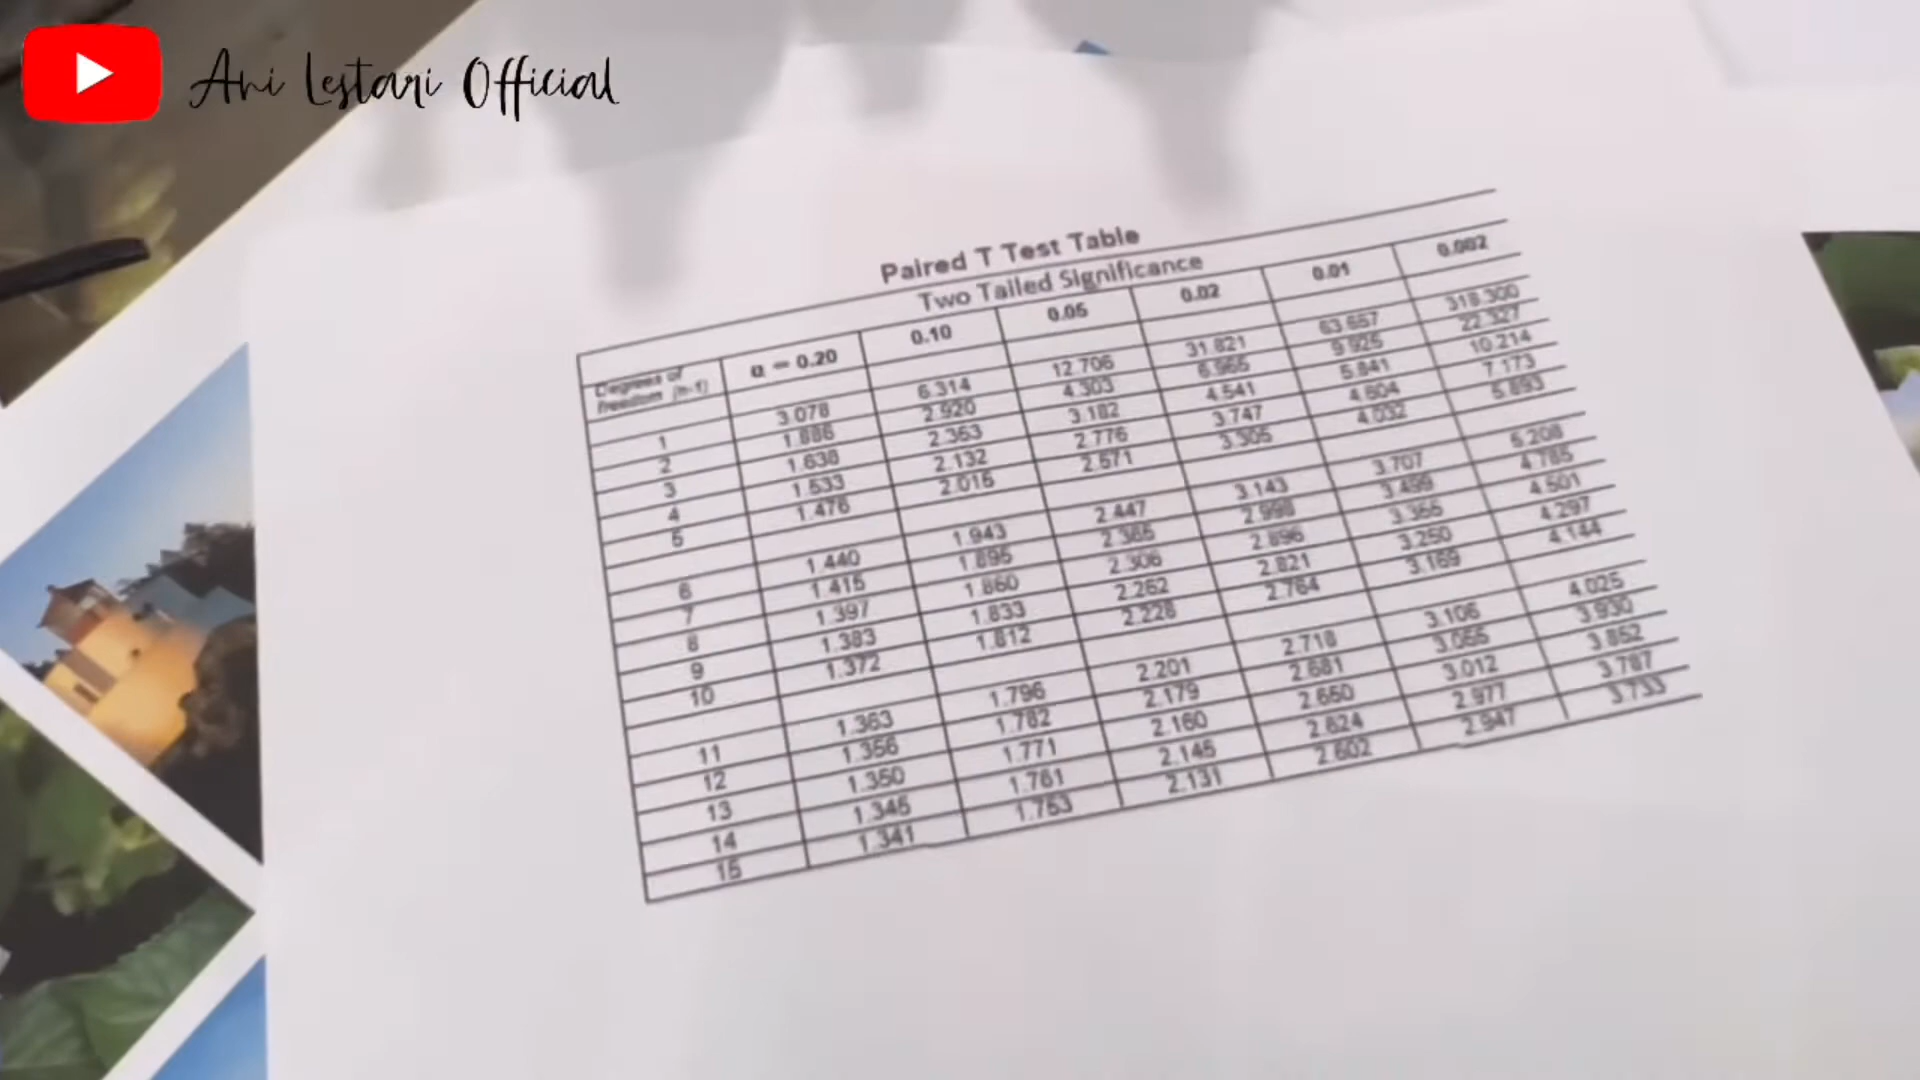 Ani Lestari Official
Paired T Test Table
Two Tailed Significance
Degrees of freedom (n-1) α = 0.20 0.10 0.05 0.02 0.01 0.002
1 3.078 6.314 12.706 31.821 63.657 318.300
2 1.886 2.920 4.303 6.965 9.925 22.327
3 1.638 2.353 3.182 4.541 5.841 10.214
4 1.533 2.132 2.776 3.747 4.604 7.173
5 1.476 2.015 2.571 3.305 4.032 5.893
6 1.440 1.943 2.447 3.143 3.707 5.208
7 1.415 1.895 2.365 2.998 3.499 4.785
8 1.397 1.860 2.306 2.896 3.355 4.501
9 1.383 1.833 2.262 2.821 3.250 4.297
10 1.372 1.812 2.228 2.764 3.169 4.144
11 1.363 1.796 2.201 2.718 3.106 4.025
12 1.356 1.782 2.179 2.681 3.055 3.930
13 1.350 1.771 2.160 2.650 3.012 3.852
14 1.345 1.761 2.145 2.624 2.977 3.787
15 1.341 1.753 2.131 2.602 2.947 3.733